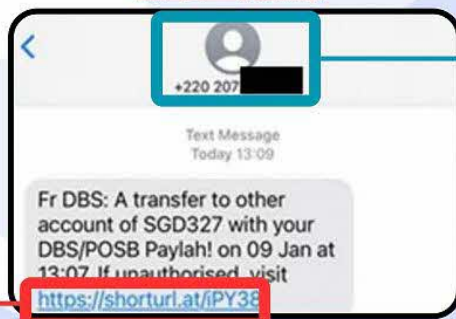 +220 207
Text Message
Today 13:09
Fr DBS: A transfer to other
account of SGD327 with your
DBS/POSB Paylah! on 09 Jan at
13:07. If unauthorised, visit
https://shorturl.at/iPY38